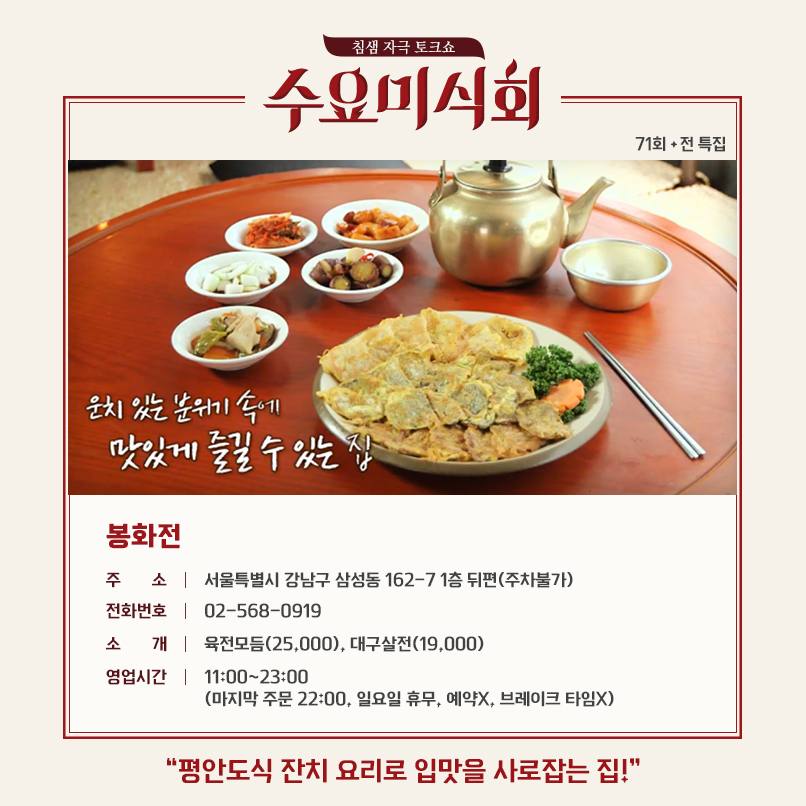 침샘 자극 토크쇼
수요미식회
71회 + 전 특집
운치 있는 분위기 속에
맛있게 즐길 수 있는 집
봉화전
주 소 | 서울특별시 강남구 삼성동 162-7 1층 뒤편(주차불가)
전화번호 | 02-568-0919
소 개 | 육전모듬(25,000), 대구살전(19,000)
영업시간 | 11:00~23:00
(마지막 주문 22:00, 일요일 휴무, 예약X, 브레이크 타임X)
“평안도식 잔치 요리로 입맛을 사로잡는 집!”